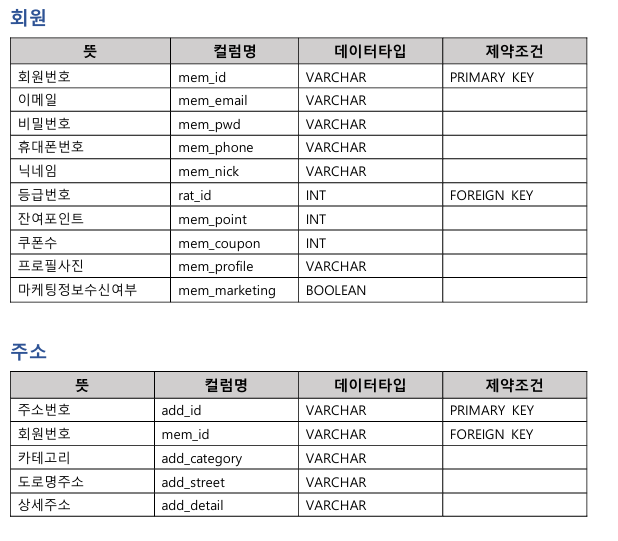 회원
뜻 컬럼명 데이터타입 제약조건
회원번호 mem_id VARCHAR PRIMARY KEY
이메일 mem_email VARCHAR
비밀번호 mem_pwd VARCHAR
휴대폰번호 mem_phone VARCHAR
닉네임 mem_nick VARCHAR
등급번호 rat_id INT FOREIGN KEY
잔여포인트 mem_point INT
쿠폰수 mem_coupon INT
프로필사진 mem_profile VARCHAR
마케팅정보수신여부 mem_marketing BOOLEAN
주소
뜻 컬럼명 데이터타입 제약조건
주소번호 add_id VARCHAR PRIMARY KEY
회원번호 mem_id VARCHAR FOREIGN KEY
카테고리 add_category VARCHAR
도로명주소 add_street VARCHAR
상세주소 add_detail VARCHAR